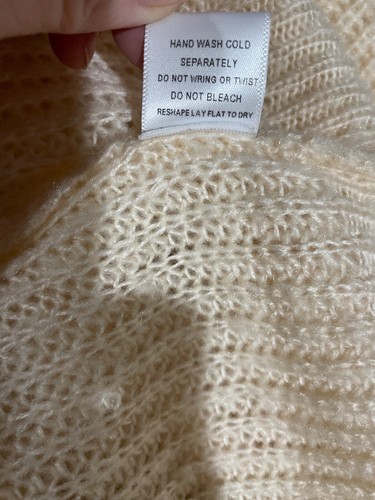 HAND WASH COLD
SEPARATELY
DO NOT WRING OR TWIST
DO NOT BLEACH
RESHAPE LAY FLAT TO DRY